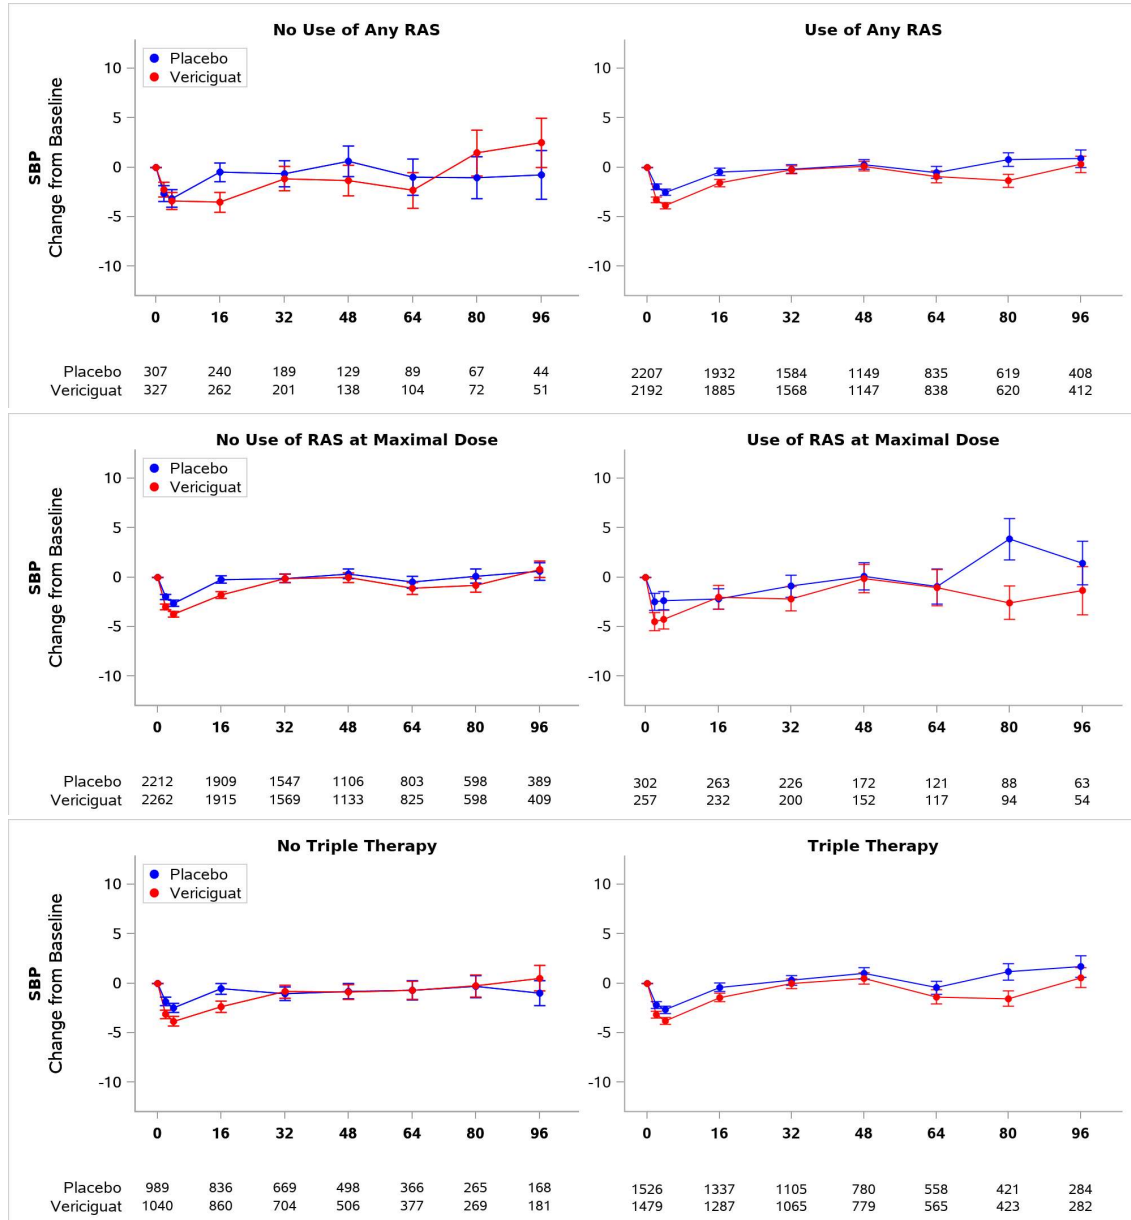 No Use of Any RAS
Use of Any RAS
Placebo
Vericiguat
SBP
Change from Baseline
10
5
0
-5
-10
10
5
0
-5
-10
0 16 32 48 64 80 96
0 16 32 48 64 80 96
Placebo 307 240 189 129 89 67 44
2207 1932 1584 1149 835 619 408
Vericiguat 327 262 201 138 104 72 51
2192 1885 1568 1147 838 620 412
No Use of RAS at Maximal Dose
Use of RAS at Maximal Dose
Placebo
Vericiguat
SBP
Change from Baseline
10
5
0
-5
-10
10
5
0
-5
-10
0 16 32 48 64 80 96
0 16 32 48 64 80 96
Placebo 2212 1909 1547 1106 803 598 389
302 263 226 172 121 88 63
Vericiguat 2262 1915 1569 1133 825 598 409
257 232 200 152 117 94 54
No Triple Therapy
Triple Therapy
Placebo
Vericiguat
SBP
Change from Baseline
10
5
0
-5
-10
10
5
0
-5
-10
0 16 32 48 64 80 96
0 16 32 48 64 80 96
Placebo 989 836 669 498 366 265 168
1526 1337 1105 780 558 421 284
Vericiguat 1040 860 704 506 377 269 181
1479 1287 1065 779 565 423 282